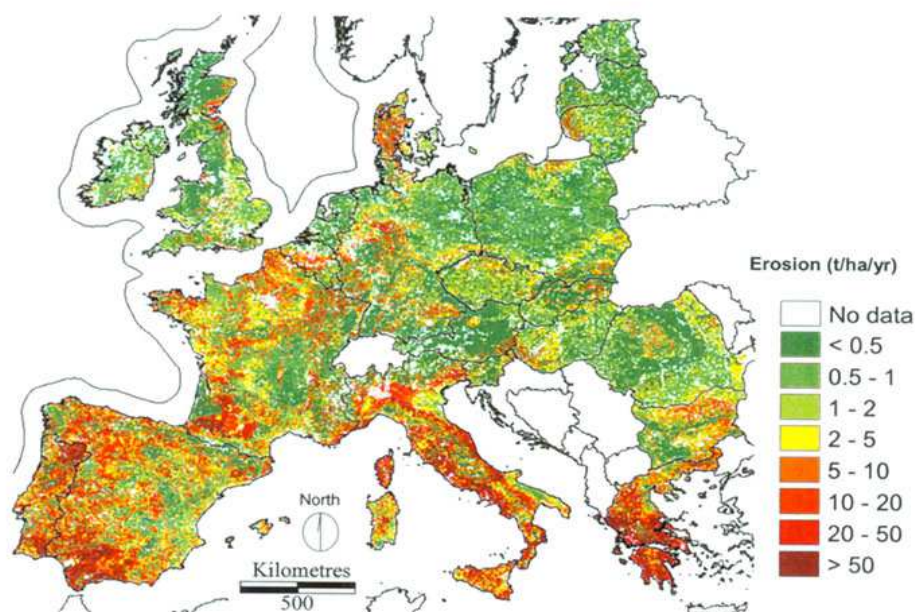 Erosion (t/ha/yr)
No data
< 0.5
0.5 - 1
1 - 2
2 - 5
5 - 10
10 - 20
20 - 50
> 50
North
Kilometres
500